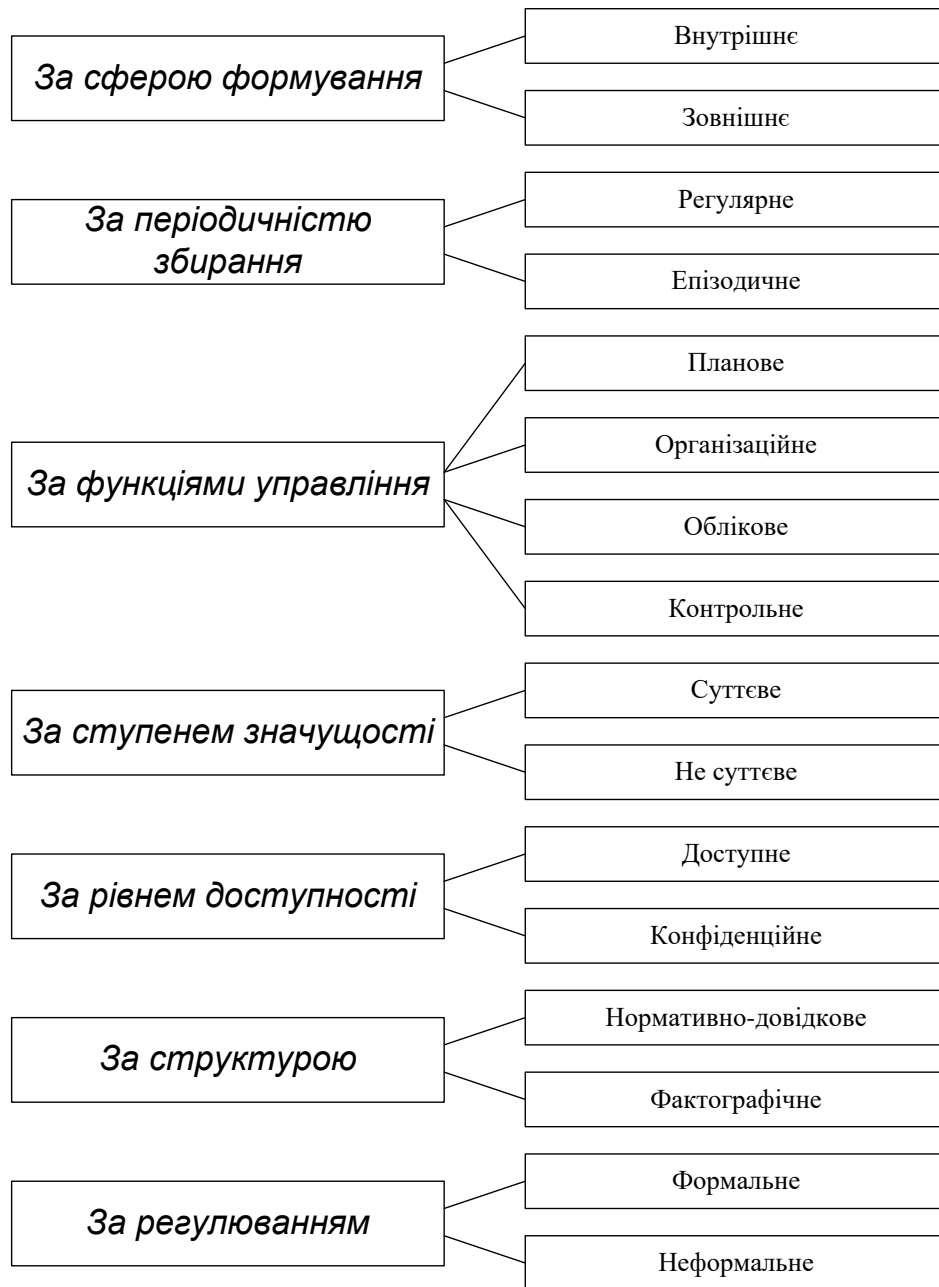 За сферою формування
Внутрішнє
Зовнішнє
За періодичністю
збирання
Регулярне
Епізодичне
За функціями управління
Планове
Організаційне
Облікове
Контрольне
За ступенем значущості
Суттєве
Не суттєве
За рівнем доступності
Доступне
Конфіденційне
За структурою
Нормативно-довідкове
Фактографічне
За регулюванням
Формальне
Неформальне